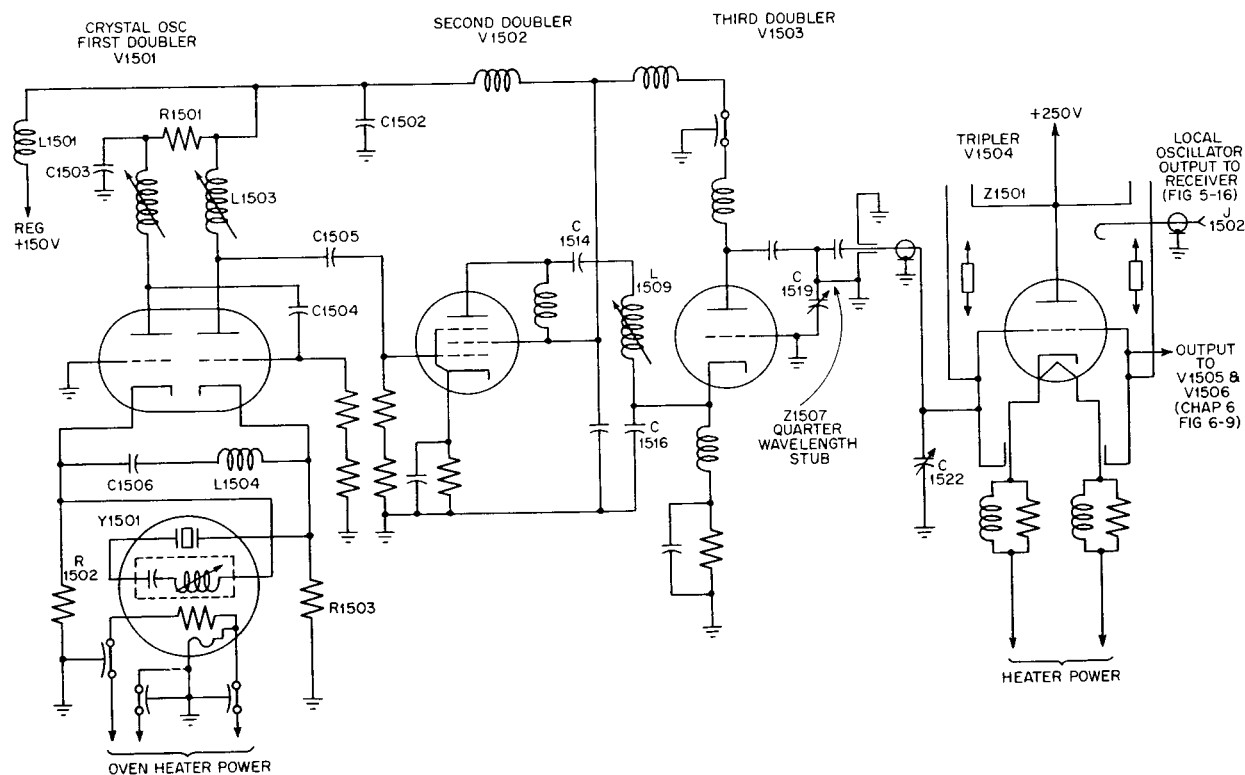 CRYSTAL OSC
FIRST DOUBLER
V1501
SECOND DOUBLER
V1502
THIRD DOUBLER
V1503
R1501
L1501
C1503
C1502
L1503
REG
+150V
C1505
C
1514
C1504
L
1509
C
1519
C
1516
Z1507
QUARTER
WAVELENGTH
STUB
+250V
TRIPLER
V1504
LOCAL
OSCILLATOR
OUTPUT TO
RECEIVER
(FIG 5-16)
Z1501
J
1502
OUTPUT
TO
V1505 &
V1506
(CHAP 6
FIG 6-9)
C
1522
C1506
L1504
Y1501
R
1502
R1503
HEATER POWER
OVEN HEATER POWER